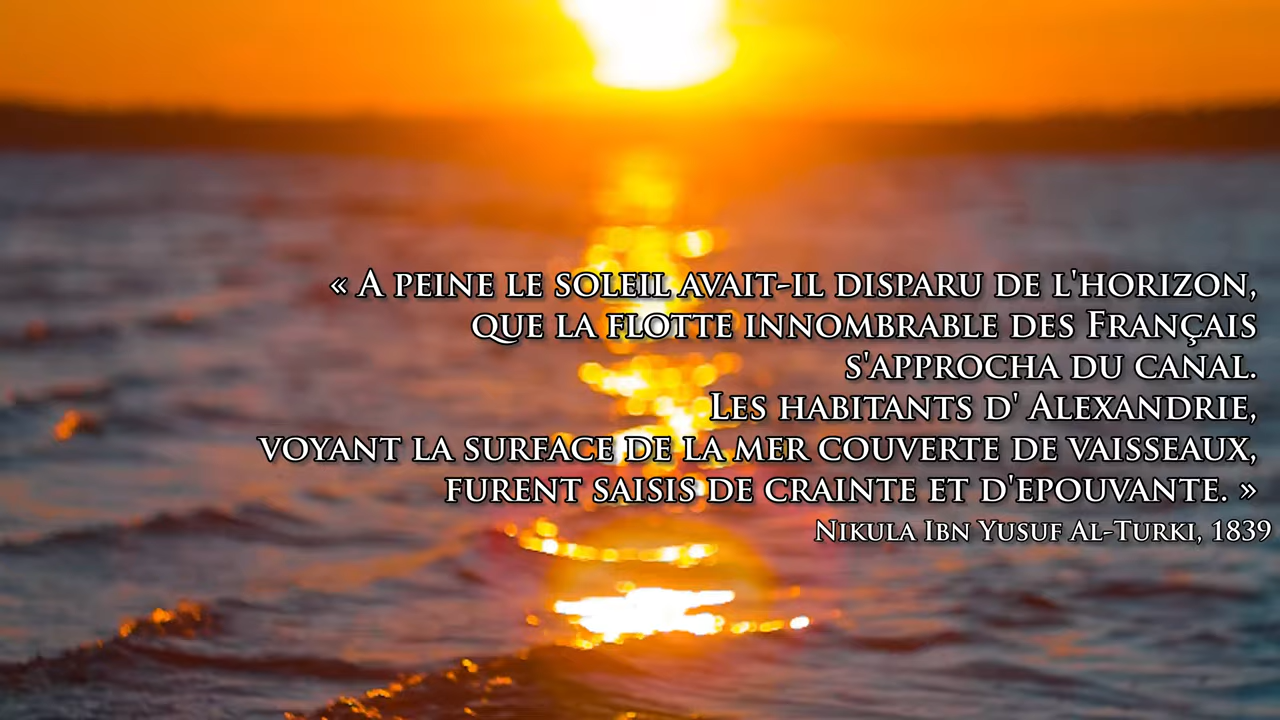 « A peine le soleil avait-il disparu de l'horizon,
que la flotte innombrable des Français
s'approcha du canal.
Les habitants d' Alexandrie,
voyant la surface de la mer couverte de vaisseaux,
furent saisis de crainte et d'epouvante. »
Nikula Ibn Yusuf Al-Turki, 1839